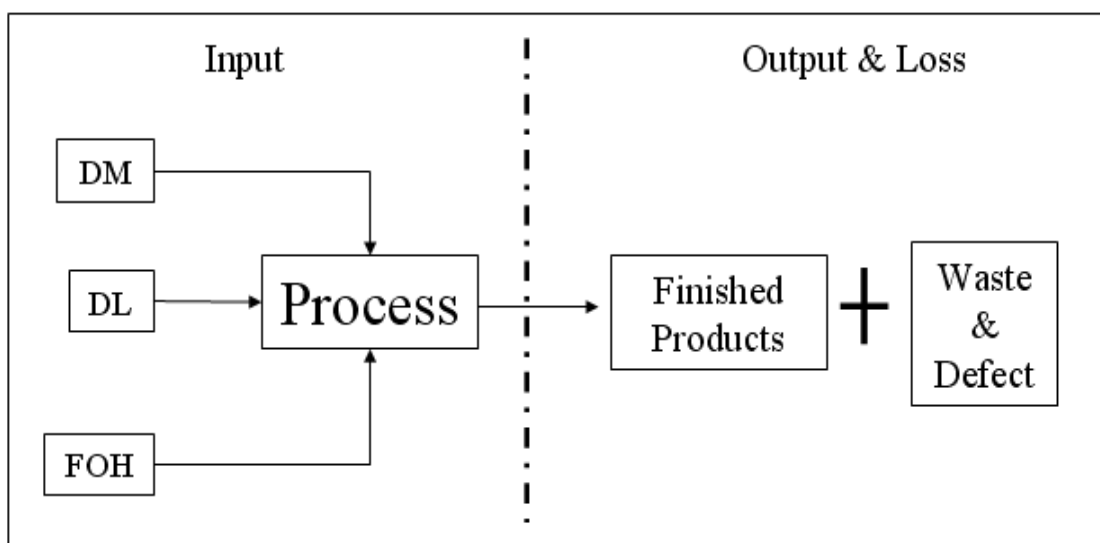 Input
Output & Loss
DM
DL
FOH
Process
Finished
Products
+
Waste
&
Defect